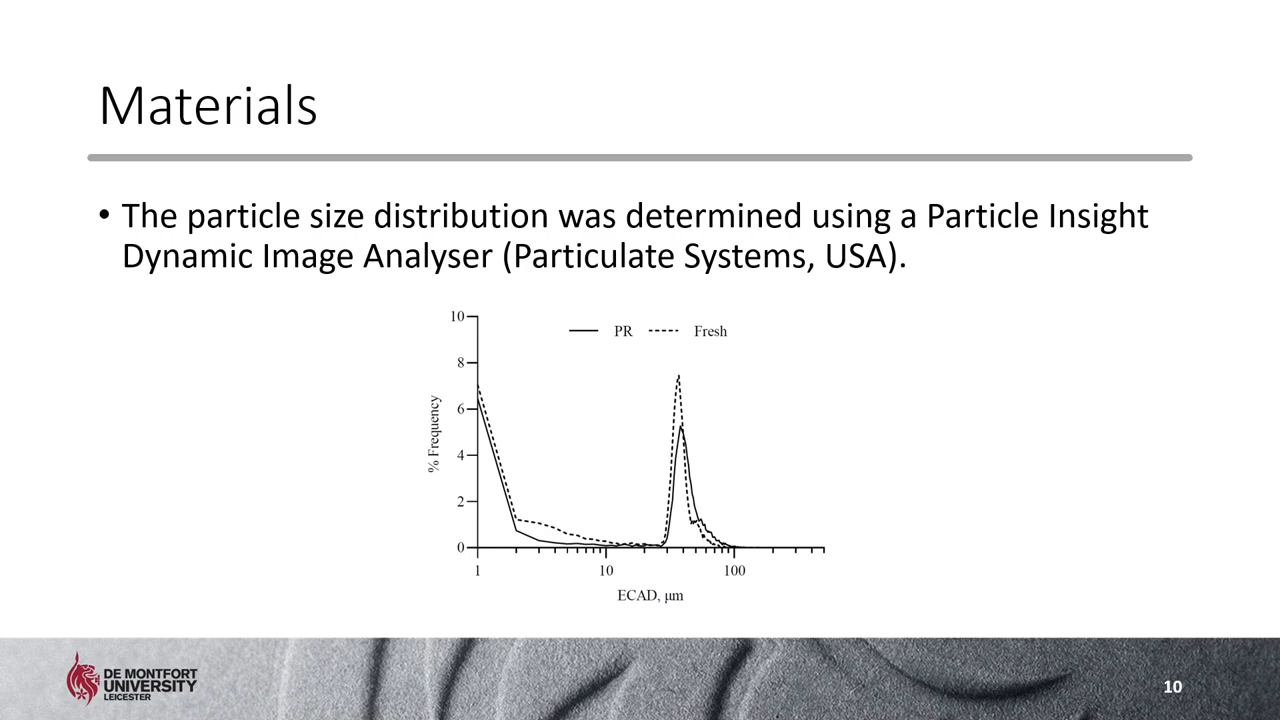 Materials
• The particle size distribution was determined using a Particle Insight
Dynamic Image Analyser (Particulate Systems, USA).
10
PR
Fresh
8
6
4
2
0
% Frequency
1
10
100
ECAD, μm
DE MONTFORT
UNIVERSITY
LEICESTER
10